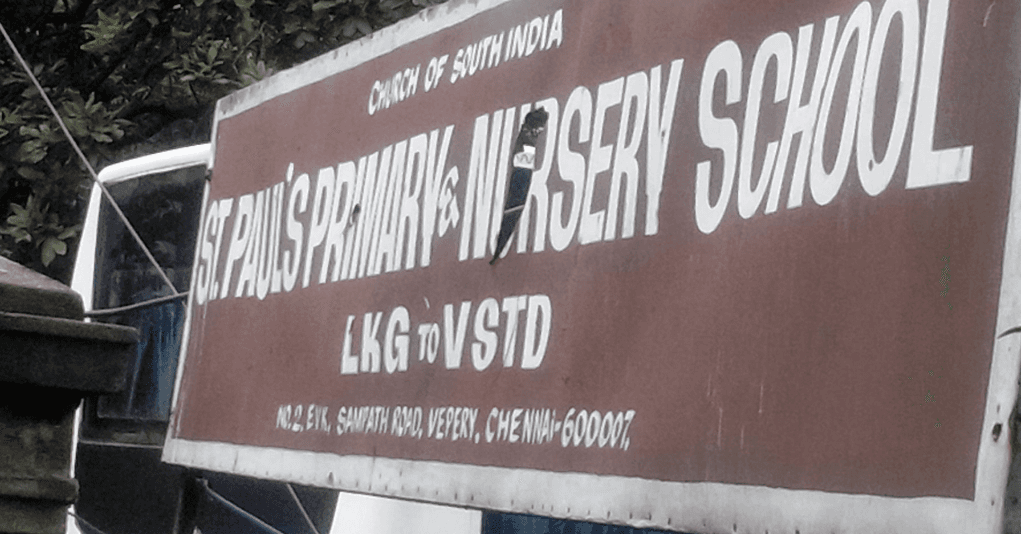 CHURCH OF SOUTH INDIA
ST. PAUL'S PRIMARY & NURSERY SCHOOL
LKG TO V STD
NO.2, EVK. SAMPATH ROAD, VEPERY, CHENNAI-600007,